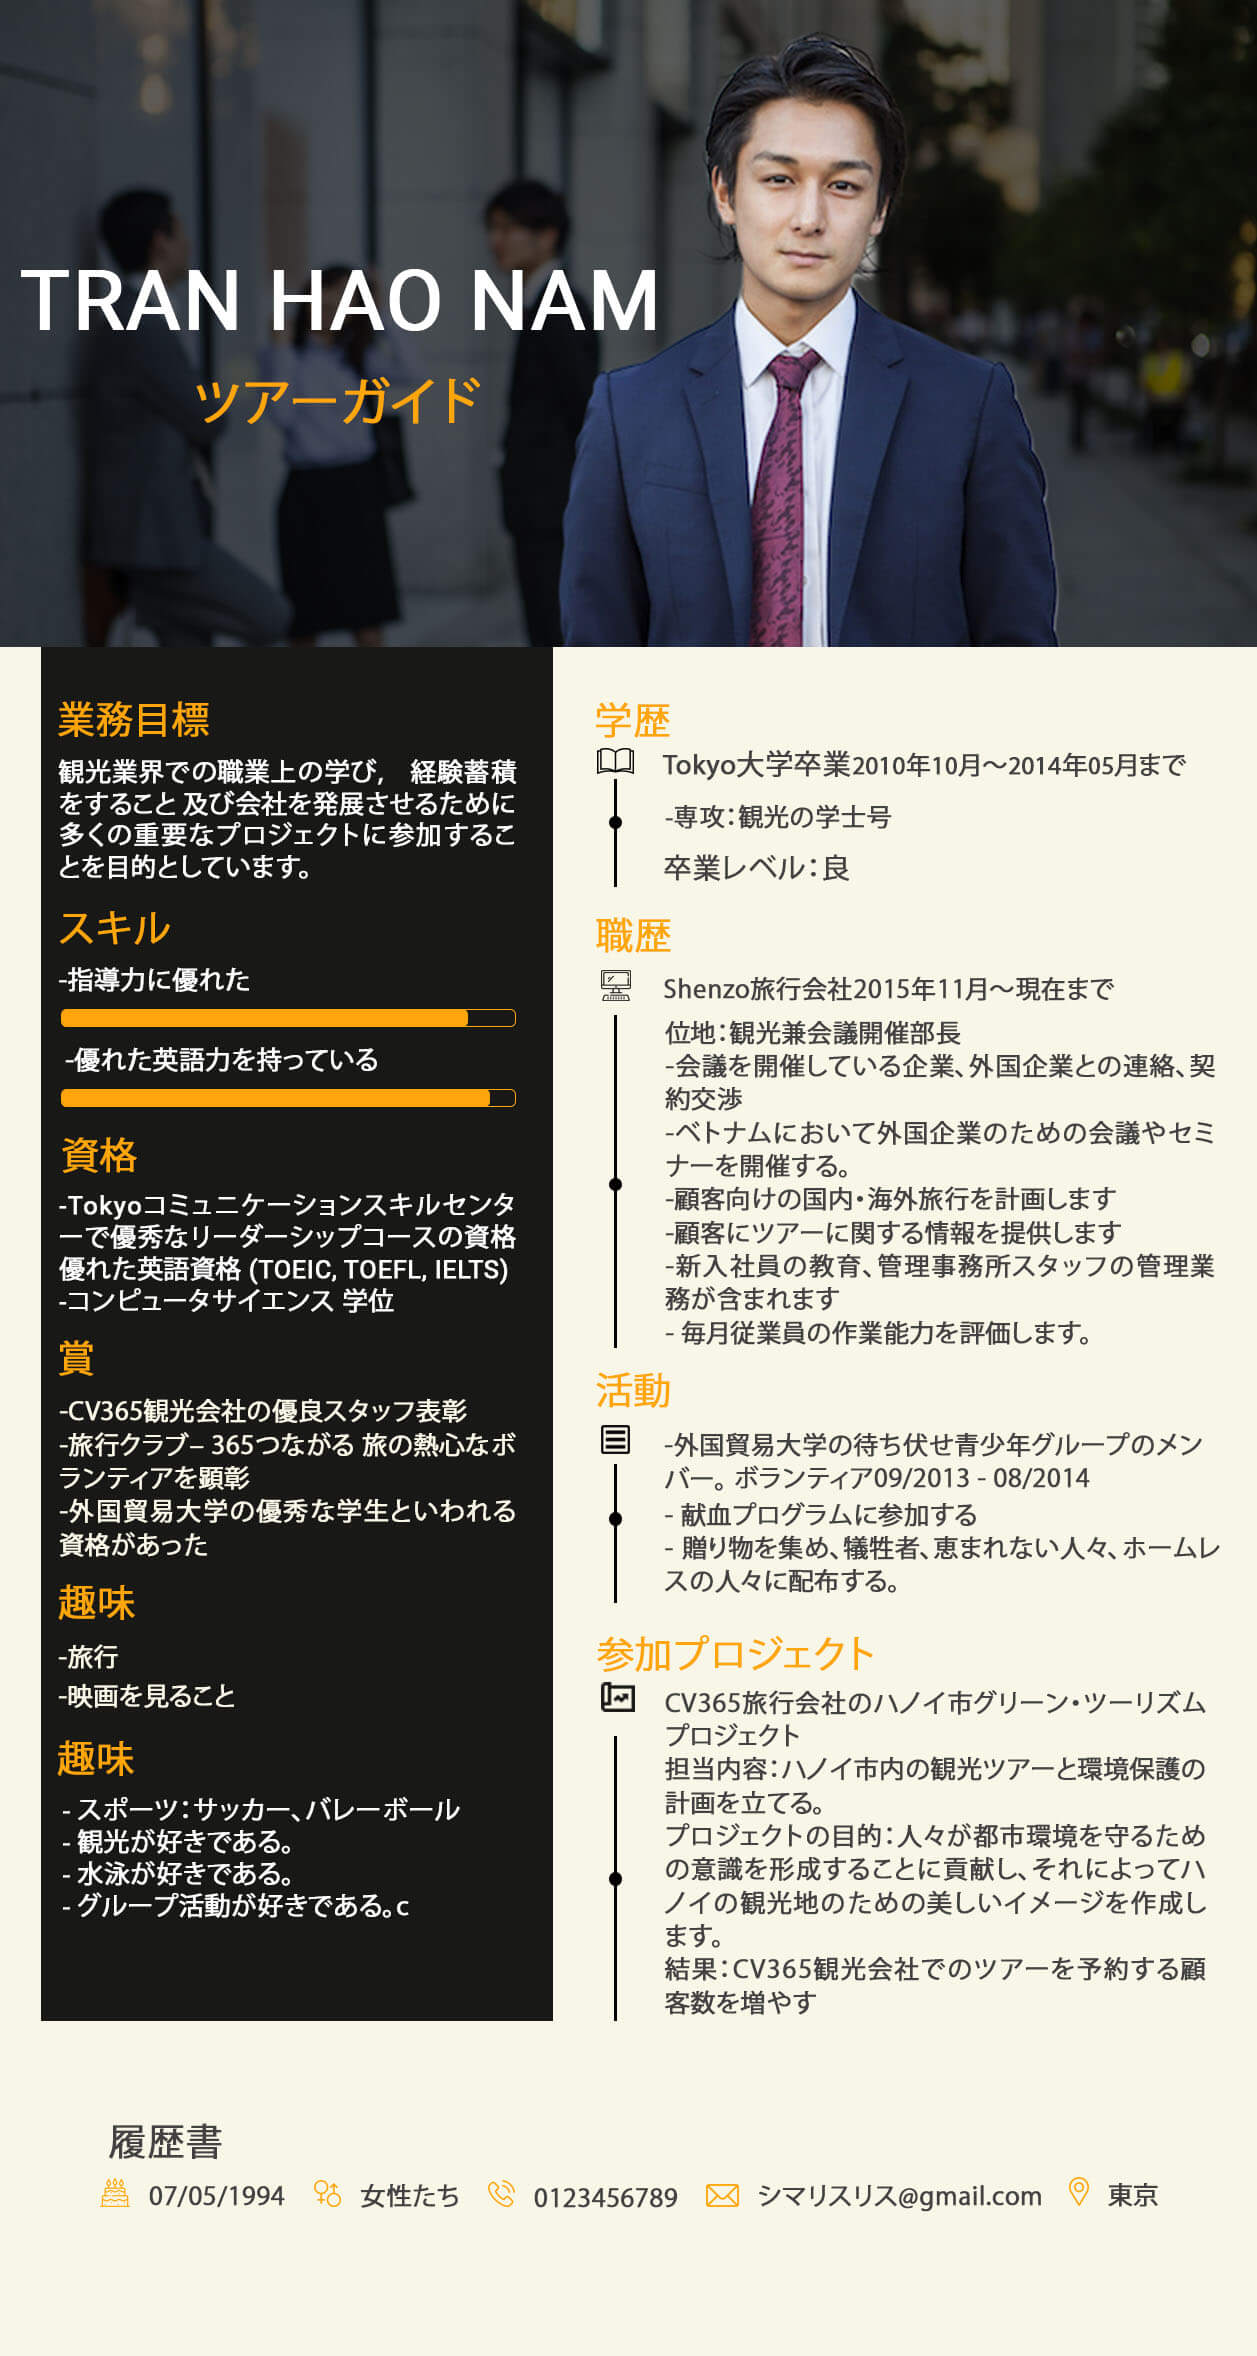 TRAN HAO NAM
ツアーガイド
業務目標
観光業界での職業上の学び,　経験蓄積
をすること 及び会社を発展させるために
多くの重要なプロジェクトに参加するこ
とを目的としています。
スキル
-指導力に優れた
-優れた英語力を持っている
資格
-Tokyoコミュニケーションスキルセンタ
ーで優秀なリーダーシップコースの資格
優れた英語資格 (TOEIC, TOEFL, IELTS)
-コンピュータサイエンス 学位
賞
-CV365観光会社の優良スタッフ表彰
-旅行クラブ– 365つながる 旅の熱心なボ
ランティアを顕彰
-外国貿易大学の優秀な学生といわれる
資格があった
趣味
-旅行
-映画を見ること
趣味
- スポーツ：サッカー、バレーボール
- 観光が好きである。
- 水泳が好きである。
- グループ活動が好きである。c
学歴
Tokyo大学卒業2010年10月～2014年05月まで
-専攻：観光の学士号
卒業レベル：良
職歴
Shenzo旅行会社2015年11月～現在まで
位地：観光兼会議開催部長
-会議を開催している企業、外国企業との連絡、契
約交渉
-ベトナムにおいて外国企業のための会議やセミ
ナーを開催する。
-顧客向けの国内・海外旅行を計画します
-顧客にツアーに関する情報を提供します
-新入社員の教育、管理事務所スタッフの管理業
務が含まれます
- 毎月従業員の作業能力を評価します。
活動
-外国貿易大学の待ち伏せ青少年グループのメン
バー。ボランティア09/2013 - 08/2014
- 献血プログラムに参加する
- 贈り物を集め、犠牲者、恵まれない人々、ホームレ
スの人々に配布する。
参加プロジェクト
CV365旅行会社のハノイ市グリーン・ツーリズム
プロジェクト
担当内容：ハノイ市内の観光ツアーと環境保護の
計画を立てる。
プロジェクトの目的：人々が都市環境を守るため
の意識を形成することに貢献し、それによってハ
ノイの観光地のための美しいイメージを作成し
ます。
結果：CV365観光会社でのツアーを予約する顧
客数を増やす
履歴書
07/05/1994 女性たち 0123456789 シマリスリス@gmail.com 東京